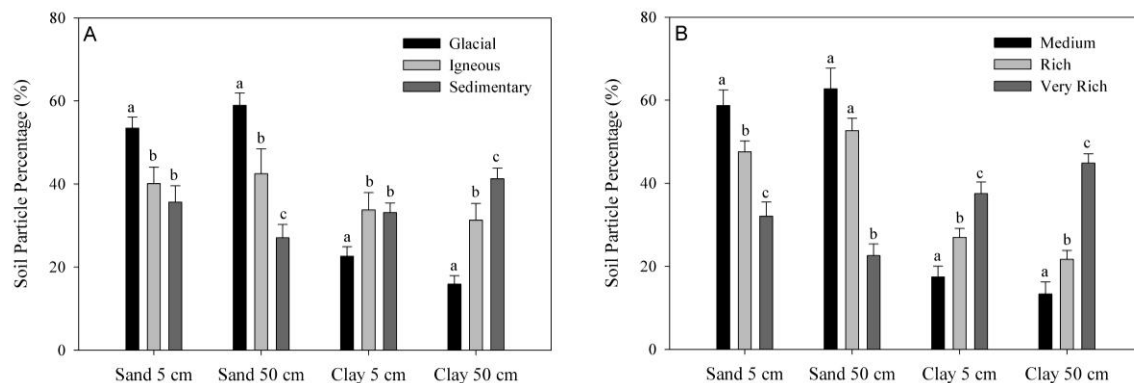 A
Glacial
Igneous
Sedimentary
Soil Particle Percentage (%)
80
60
40
20
0
a
b
b
a
b
c
a
b
b
a
b
c
Sand 5 cm
Sand 50 cm
Clay 5 cm
Clay 50 cm
B
Medium
Rich
Very Rich
Soil Particle Percentage (%)
80
60
40
20
0
a
b
c
a
a
b
a
b
c
a
b
c
Sand 5 cm
Sand 50 cm
Clay 5 cm
Clay 50 cm